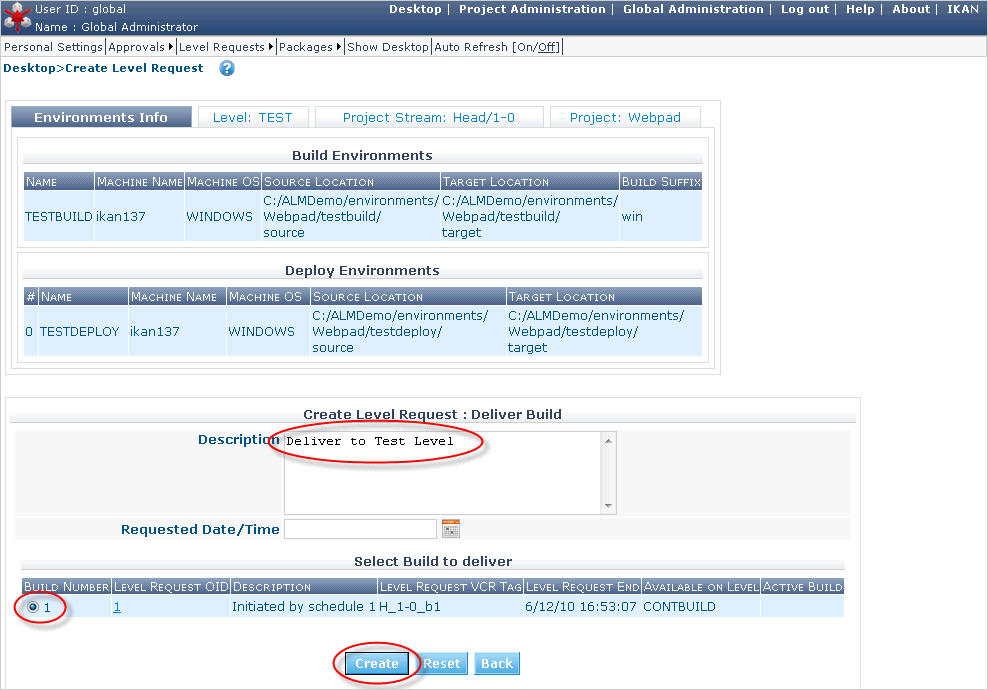 User ID : global
Name : Global Administrator
Desktop | Project Administration | Global Administration | Log out | Help | About | IKAN
Personal Settings Approvals Level Requests Packages Show Desktop Auto Refresh [On/Off]
Desktop>Create Level Request ?
Environments Info Level: TEST Project Stream: Head/1-0 Project: Webpad
Build Environments
Name Machine Name Machine OS Source Location Target Location Build Suffix
TESTBUILD ikan137 WINDOWS C:/ALMDemo/environments/ C:/ALMDemo/environments/ win
Webpad/testbuild/ Webpad/testbuild/
source target
Deploy Environments
# Name Machine Name Machine OS Source Location Target Location
0 TESTDEPLOY ikan137 WINDOWS C:/ALMDemo/environments/ C:/ALMDemo/environments/
Webpad/testdeploy/ Webpad/testdeploy/
source target
Create Level Request : Deliver Build
Description Deliver to Test Level
Requested Date/Time
Select Build to deliver
Build Number Level Request OID Description Level Request VCR Tag Level Request End Available on Level Active Build
1 1 Initiated by schedule 1 H_1-0_b1 6/12/10 16:53:07 CONTBUILD
Create Reset Back